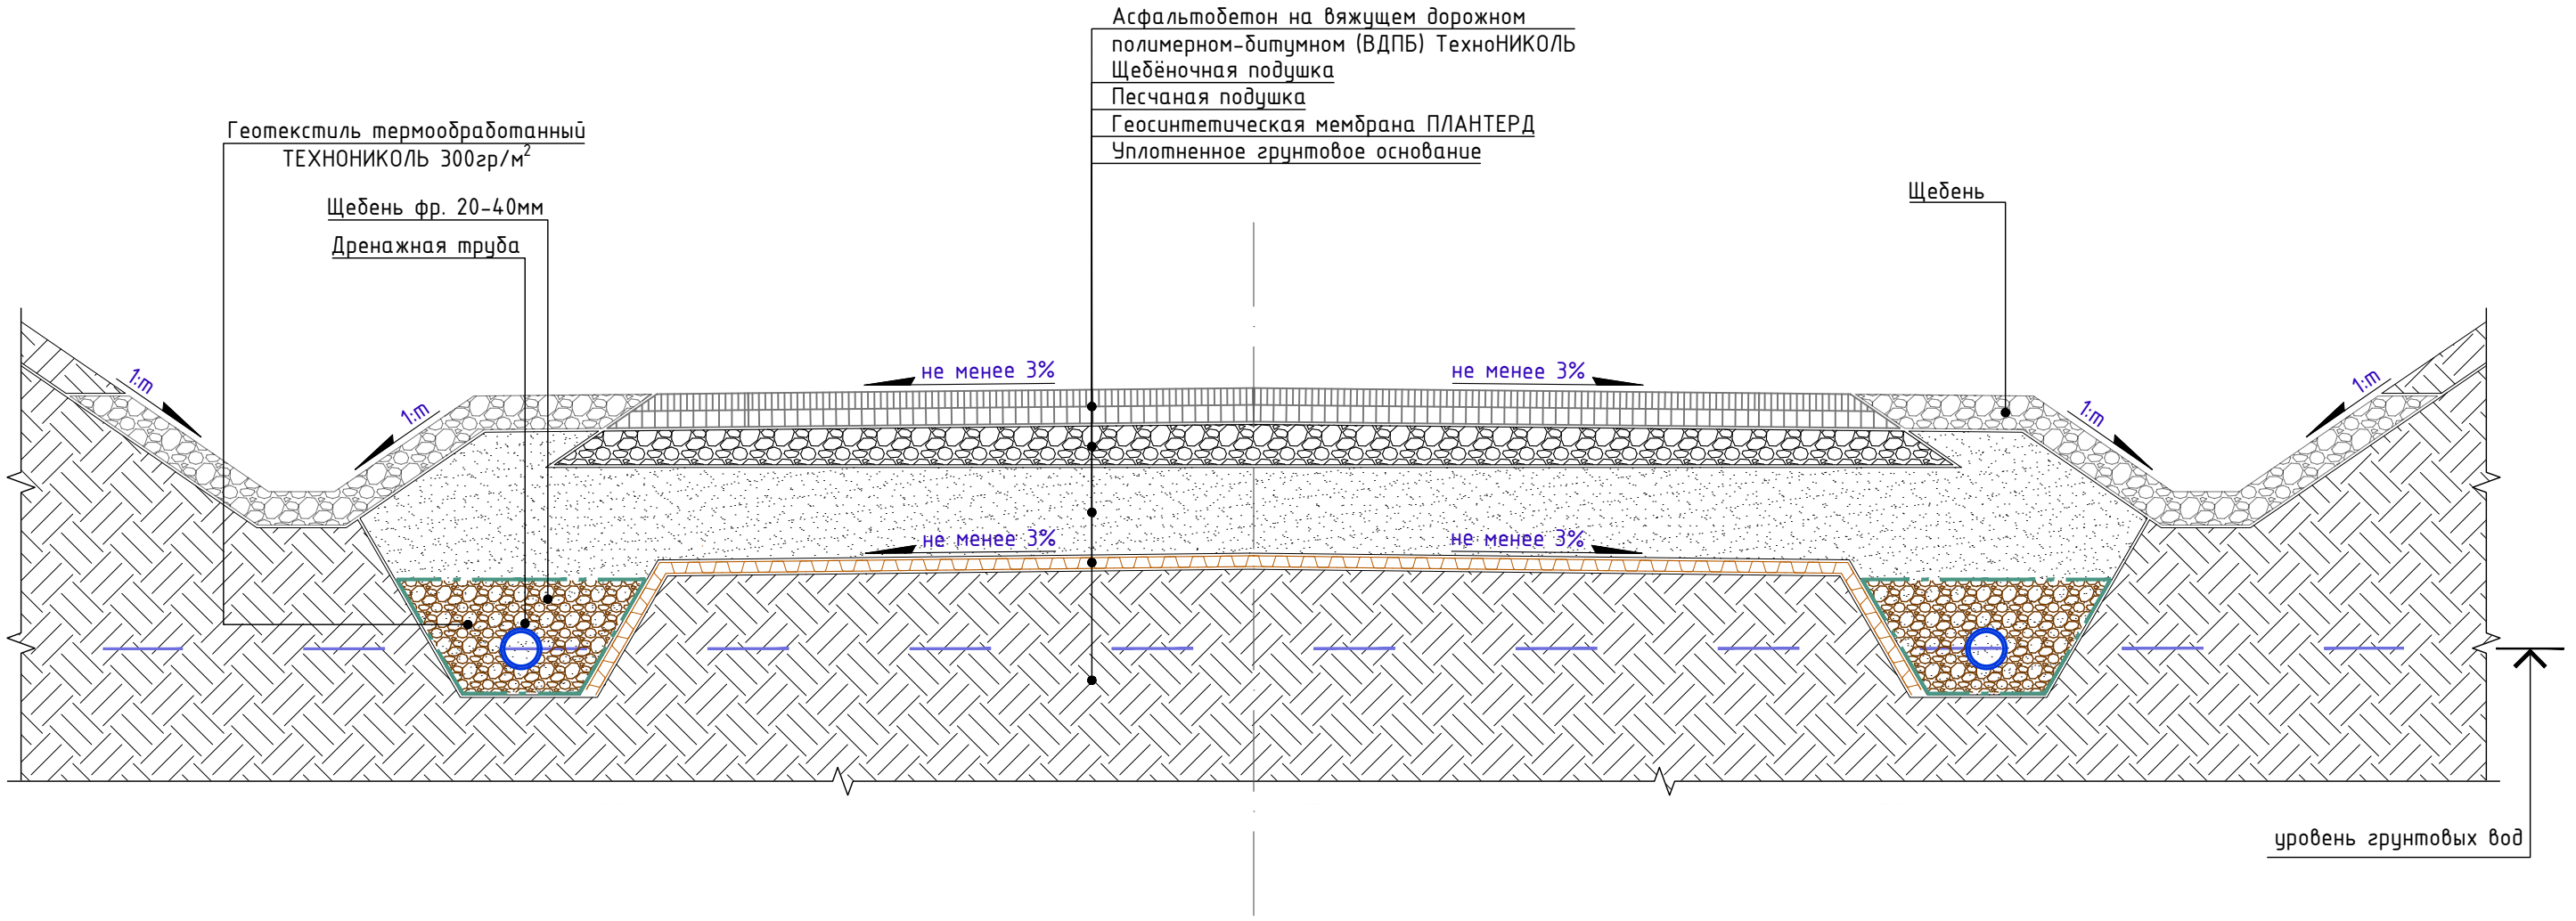 Асфальтобетон на вяжущем дорожном
полимерном-битумном (ВДПБ) ТехноНИКОЛЬ
Щебёночная подушка
Песчаная подушка
Геосинтетическая мембрана ПЛАНТЕРД
Уплотненное грунтовое основание
Геотекстиль термообработанный
ТЕХНОНИКОЛЬ 300гр/м²
Щебень фр. 20-40мм
Дренажная труба
Щебень
не менее 3%
не менее 3%
1:m
1:m
1:m
1:m
не менее 3%
не менее 3%
уровень грунтовых вод